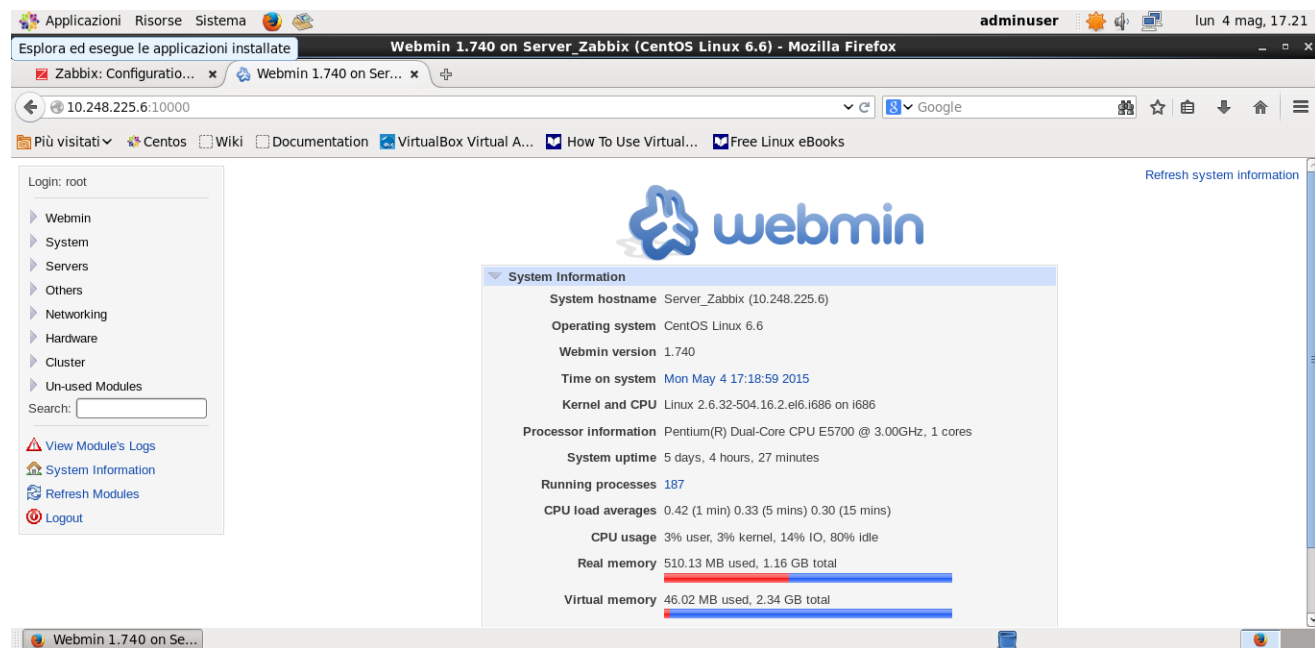 Applicazioni Risorse Sistema adminuser lun 4 mag, 17.21
Esplora ed esegue le applicazioni installate
Webmin 1.740 on Server_Zabbix (CentOS Linux 6.6) - Mozilla Firefox
Zabbix: Configuratio... Webmin 1.740 on Ser...
10.248.225.6:10000 Google
Più visitati Centos Wiki Documentation VirtualBox Virtual A... How To Use Virtual... Free Linux eBooks
Login: root
Webmin
System
Servers
Others
Networking
Hardware
Cluster
Un-used Modules
Search:
View Module's Logs
System Information
Refresh Modules
Logout
Refresh system information
webmin
System Information
System hostname Server_Zabbix (10.248.225.6)
Operating system CentOS Linux 6.6
Webmin version 1.740
Time on system Mon May 4 17:18:59 2015
Kernel and CPU Linux 2.6.32-504.16.2.el6.i686 on i686
Processor information Pentium(R) Dual-Core CPU E5700 @ 3.00GHz, 1 cores
System uptime 5 days, 4 hours, 27 minutes
Running processes 187
CPU load averages 0.42 (1 min) 0.33 (5 mins) 0.30 (15 mins)
CPU usage 3% user, 3% kernel, 14% IO, 80% idle
Real memory 510.13 MB used, 1.16 GB total
Virtual memory 46.02 MB used, 2.34 GB total
Webmin 1.740 on Se...